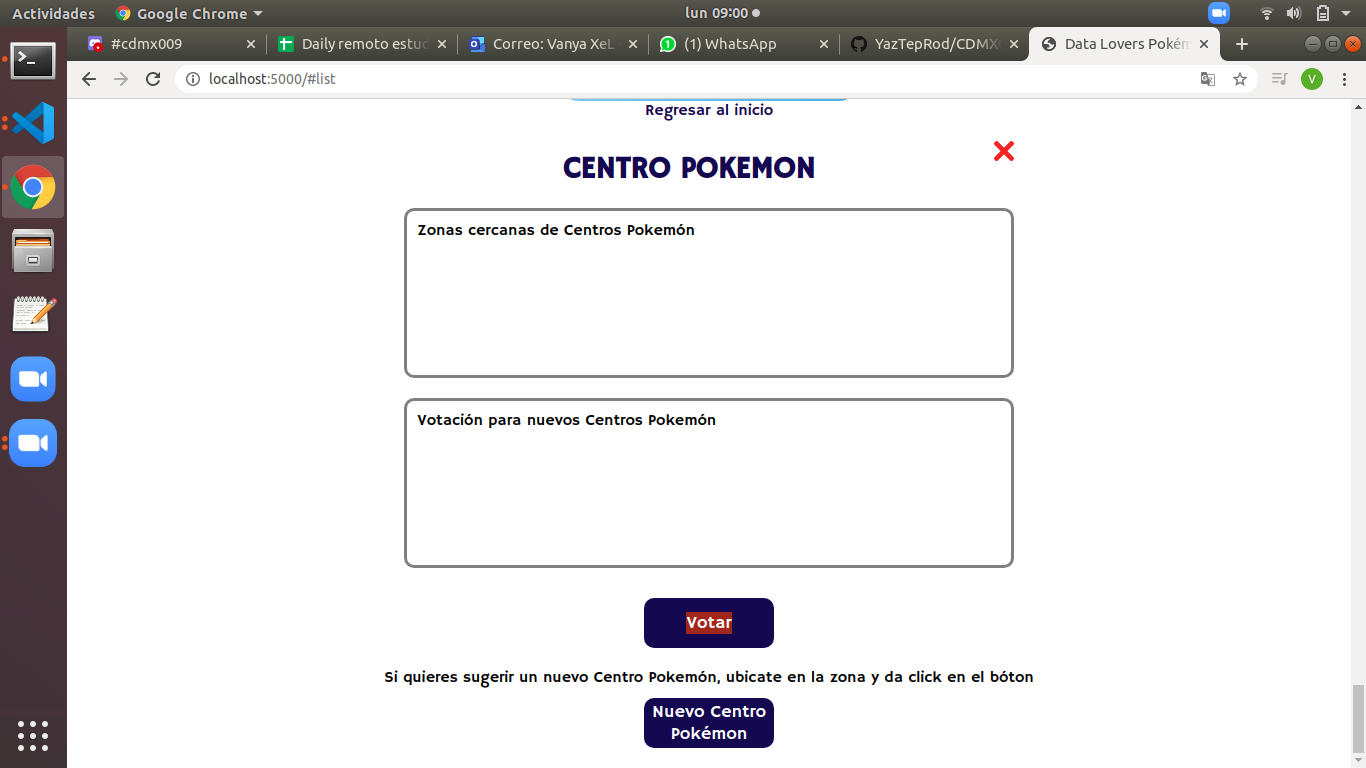 Actividades
Google Chrome
lun 09:00
#cdmx009
Daily remoto estud
Correo: Vanya XeL
(1) WhatsApp
YazTepRod/CDMX
Data Lovers Pokém
localhost:5000/#list
V
Regresar al inicio
CENTRO POKEMON
Zonas cercanas de Centros Pokemón
Votación para nuevos Centros Pokemón
Votar
Si quieres sugerir un nuevo Centro Pokemón, ubicate en la zona y da click en el bóton
Nuevo Centro
Pokémon